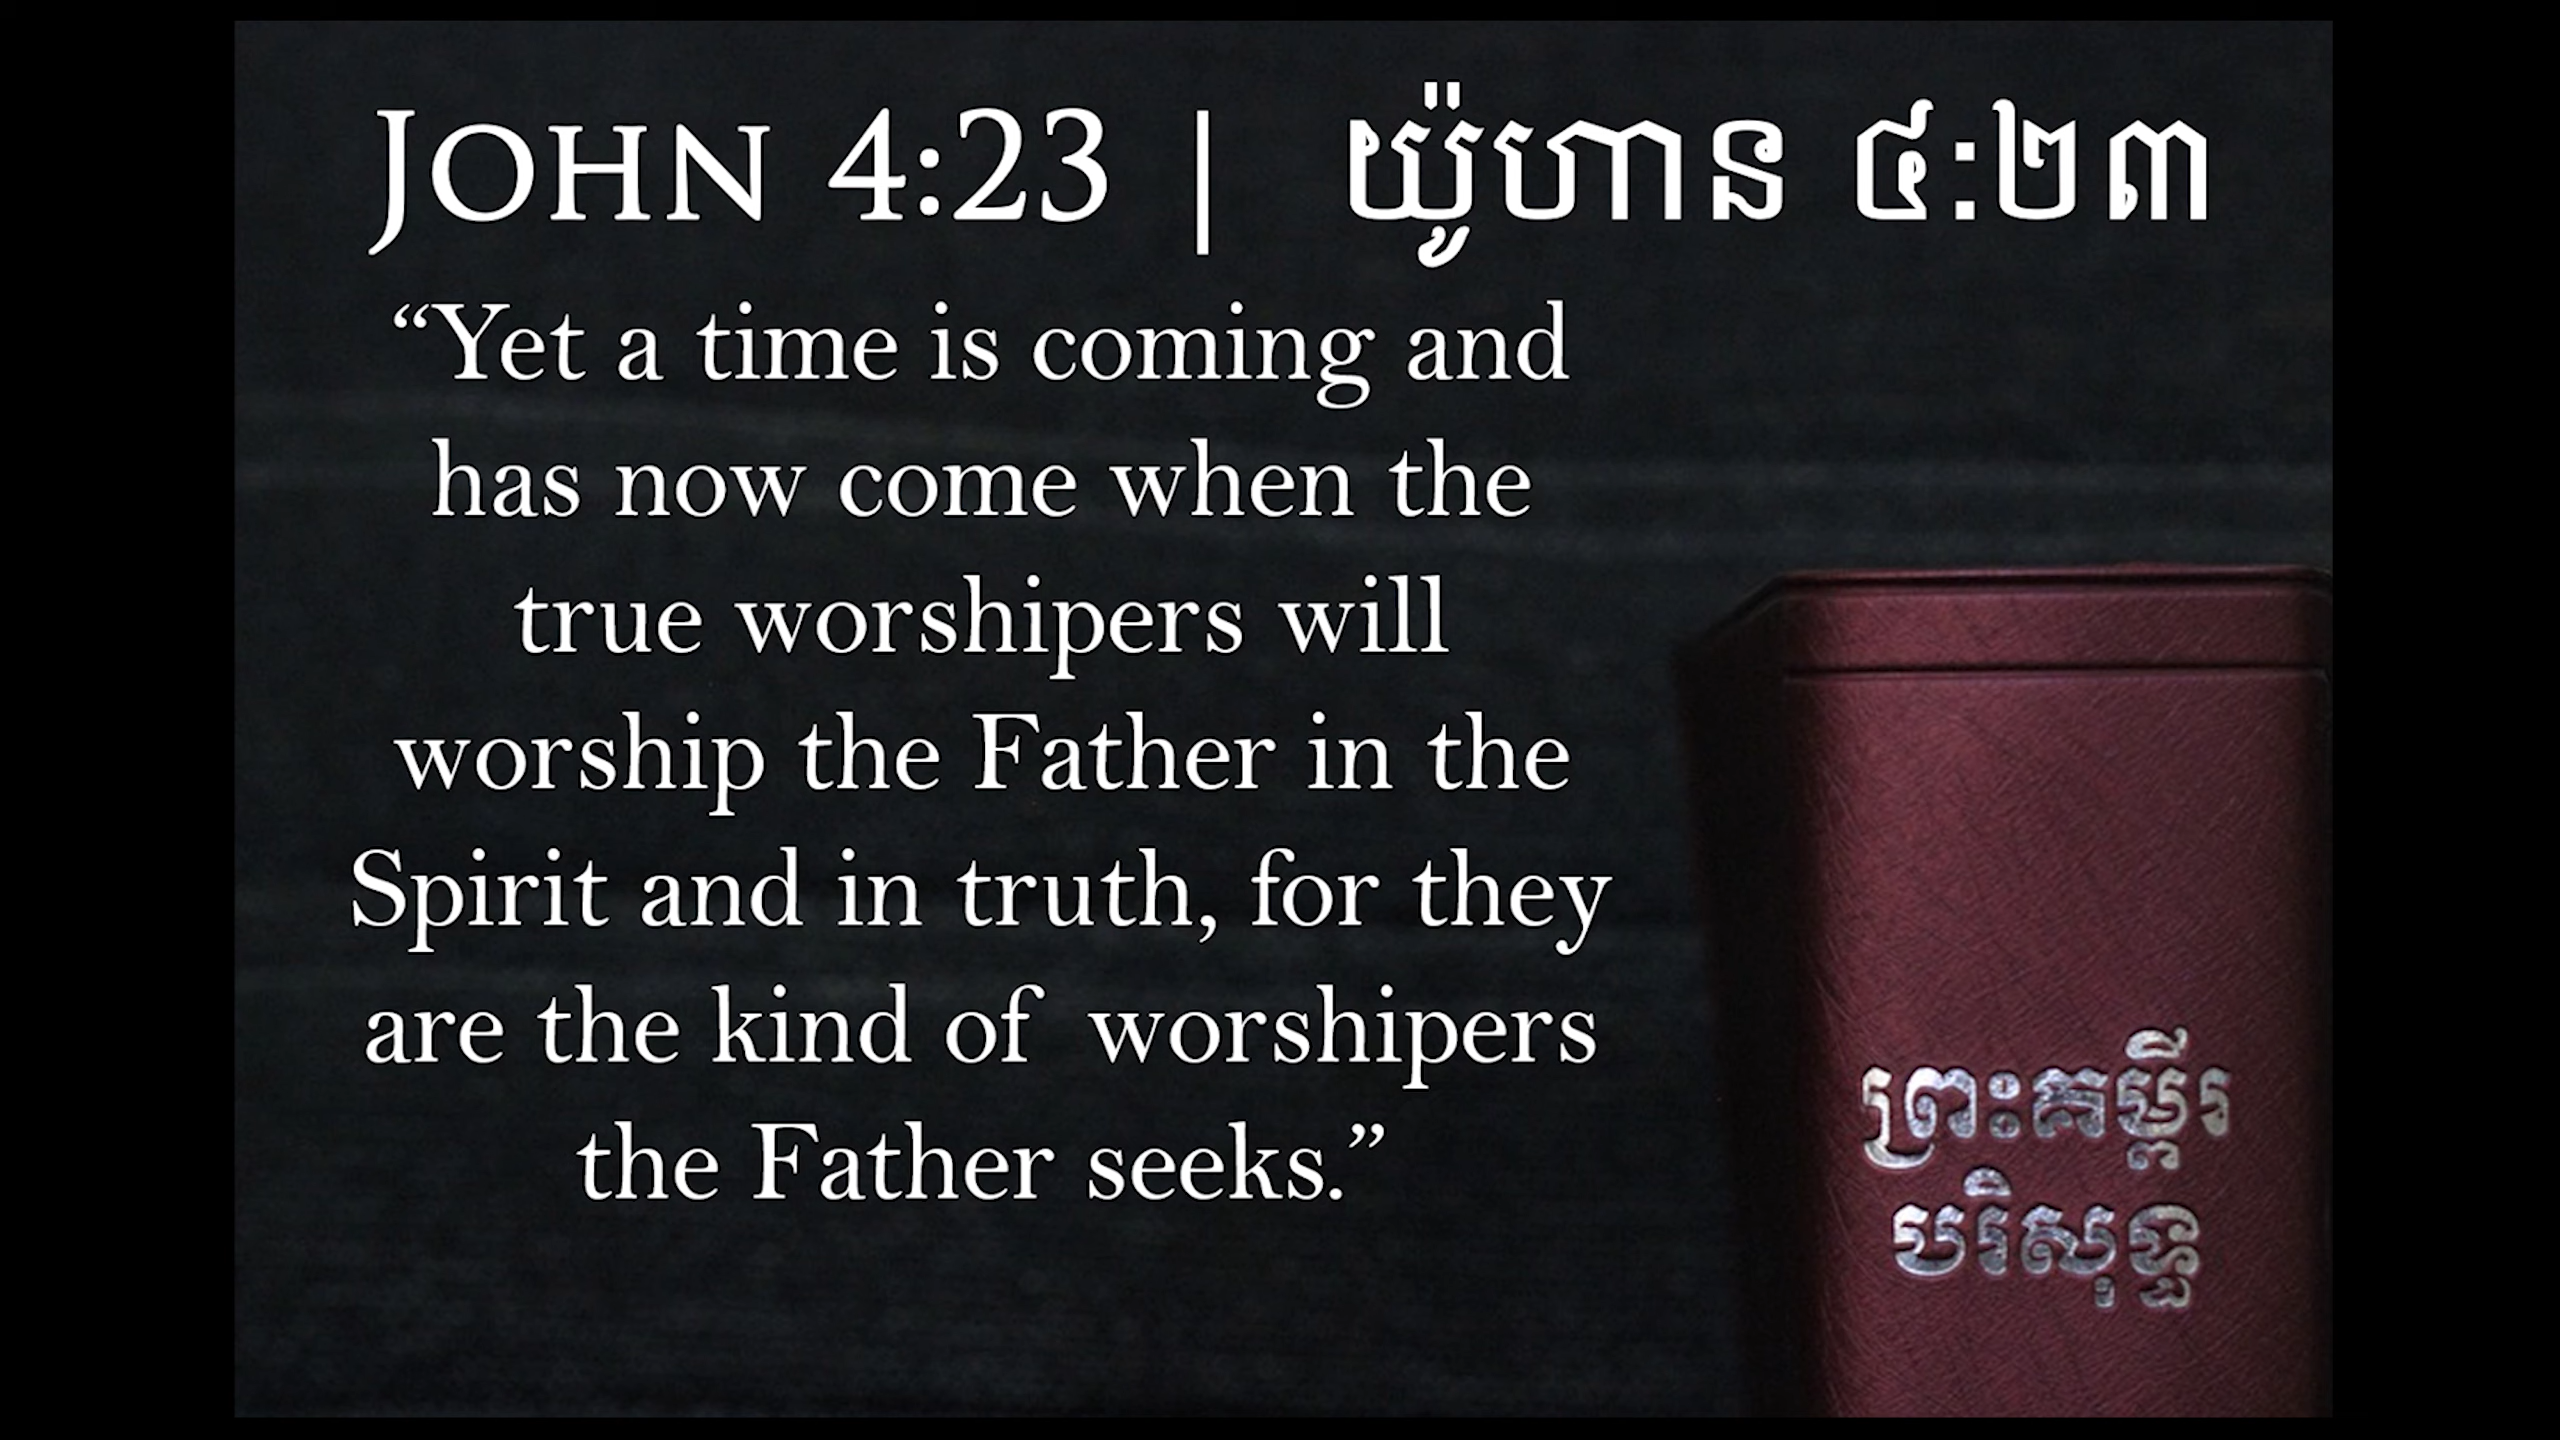 JOHN 4:23 | យ៉ូហាន ៤:២៣
“Yet a time is coming and
has now come when the
true worshipers will
worship the Father in the
Spirit and in truth, for they
are the kind of worshipers
the Father seeks.”
ព្រះគម្ពីរ
បរិសុទ្ធ